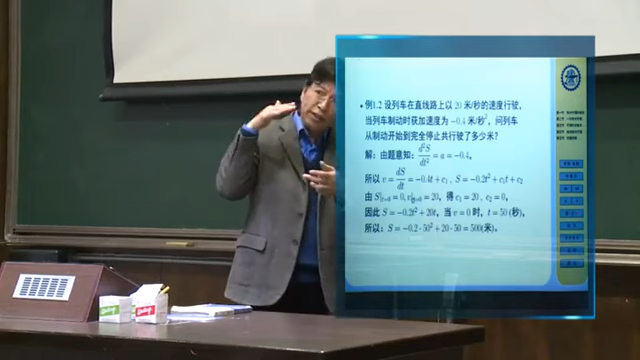 • 例1.2 设列车在直线路上以 20 米/秒的速度行驶,
当列车制动时获加速度为 −0.4 米/秒², 问列车
从制动开始到完全停止共行驶了多少米?
解: 由题意知: d²S/dt² = a = −0.4,
所以 v = dS/dt = −0.4t + c₁, S = −0.2t² + c₁t + c₂
由 S|ₜ₌₀ = 0, v|ₜ₌₀ = 20, 得 c₁ = 20, c₂ = 0,
因此 S = −0.2t² + 20t, 当 v = 0 时, t = 50 (秒),
所以: S = −0.2 · 50² + 20 · 50 = 500(米)。